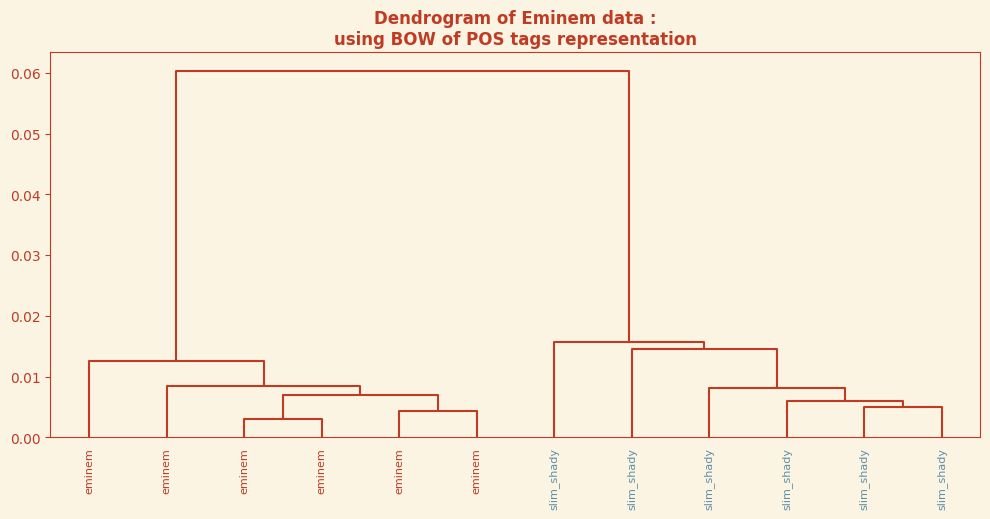 Dendrogram of Eminem data :
using BOW of POS tags representation
0.06
0.05
0.04
0.03
0.02
0.01
0.00
eminem
eminem
eminem
eminem
eminem
eminem
slim_shady
slim_shady
slim_shady
slim_shady
slim_shady
slim_shady